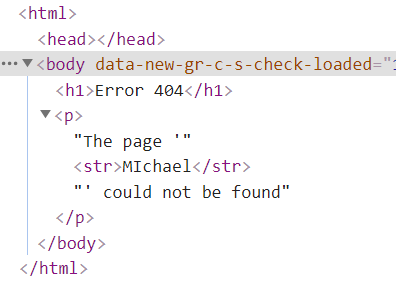 <html>
<head></head>
<body data-new-gr-c-s-check-loaded="
<h1>Error 404</h1>
<p>
"The page '"
<str>MIchael</str>
"' could not be found"
</p>
</body>
</html>